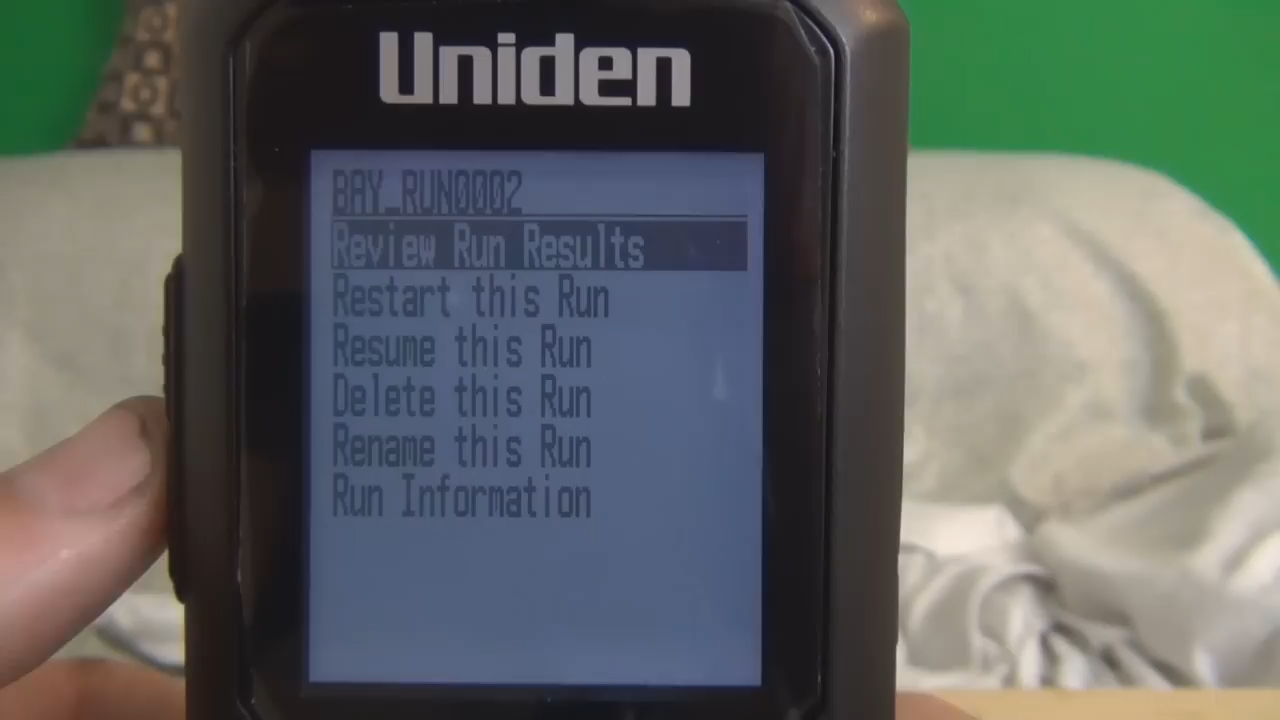 Uniden
BAY_RUN0002
Review Run Results
Restart this Run
Resume this Run
Delete this Run
Rename this Run
Run Information